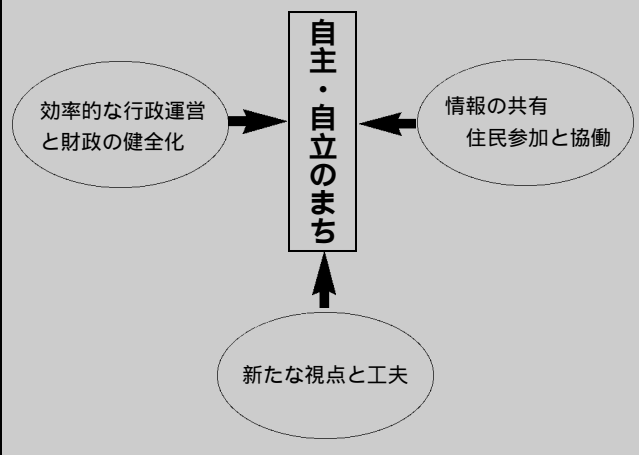 自主・自立のまち
効率的な行政運営
と財政の健全化
情報の共有
住民参加と協働
新たな視点と工夫